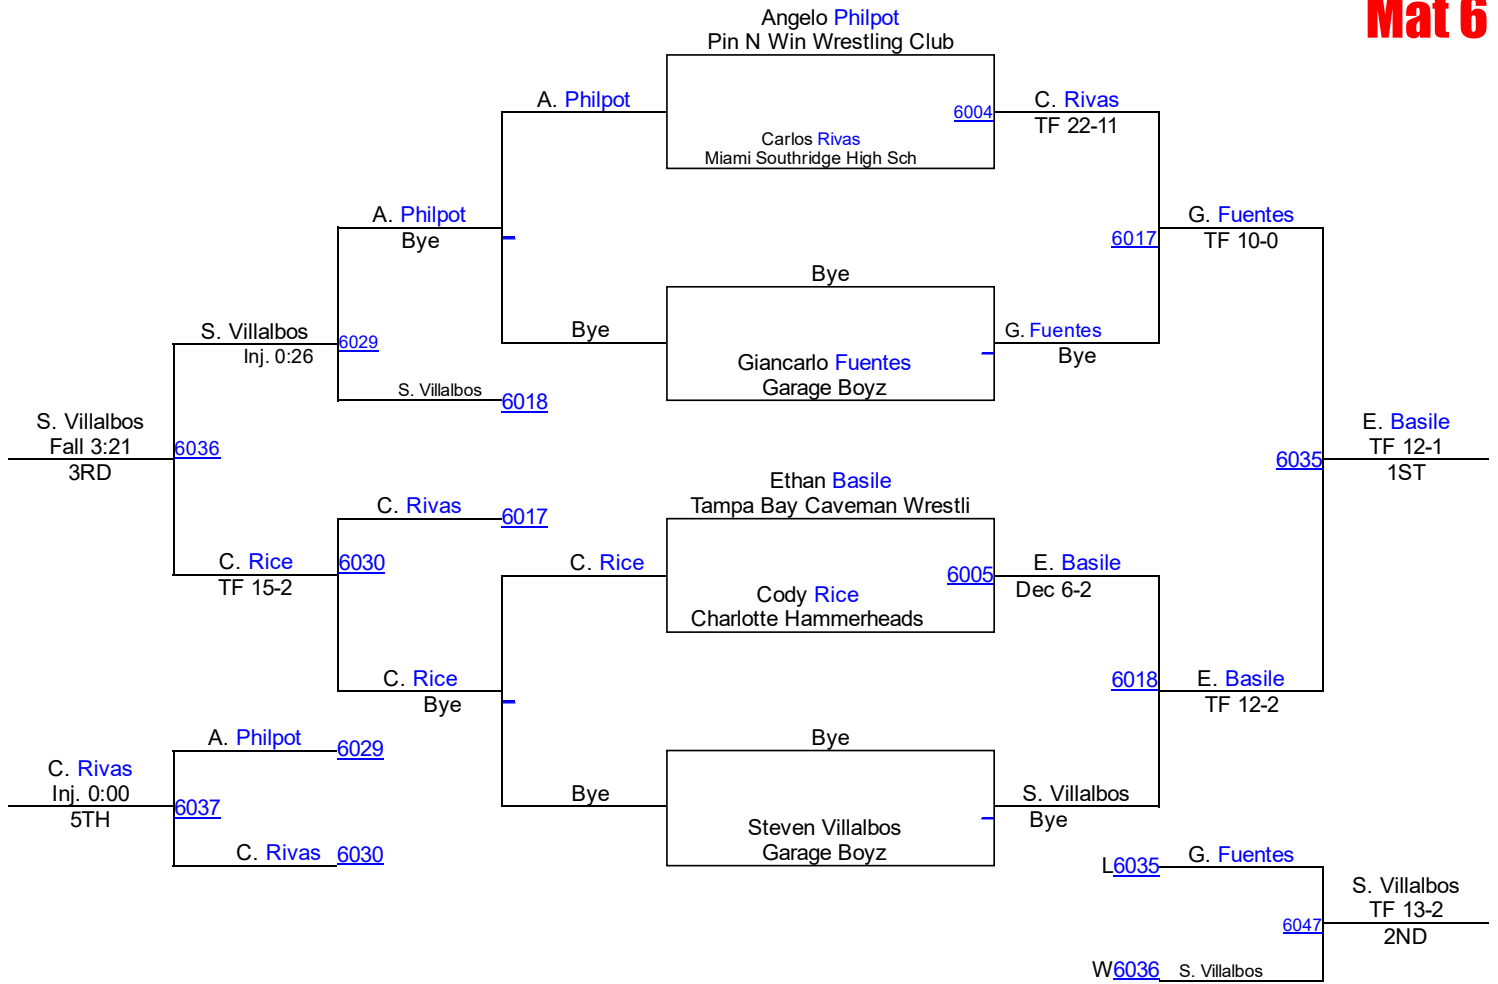 Mat 6
Angelo Philpot
Pin N Win Wrestling Club
A. Philpot
6004
C. Rivas
TF 22-11
Carlos Rivas
Miami Southridge High Sch
A. Philpot
Bye
G. Fuentes
TF 10-0
6017
Bye
S. Villalbos
Inj. 0:26
6029
Bye
G. Fuentes
Bye
Giancarlo Fuentes
Garage Boyz
S. Villalbos
6018
S. Villalbos
Fall 3:21
3RD
6036
E. Basile
TF 12-1
1ST
6035
Ethan Basile
Tampa Bay Caveman Wrestli
C. Rivas
6017
C. Rice
TF 15-2
6030
C. Rice
6005
E. Basile
Dec 6-2
Cody Rice
Charlotte Hammerheads
C. Rice
Bye
6018
E. Basile
TF 12-2
A. Philpot
6029
Bye
C. Rivas
Inj. 0:00
5TH
6037
Bye
S. Villalbos
Bye
Steven Villalbos
Garage Boyz
C. Rivas
6030
L6035
G. Fuentes
S. Villalbos
TF 13-2
2ND
6047
W6036
S. Villalbos